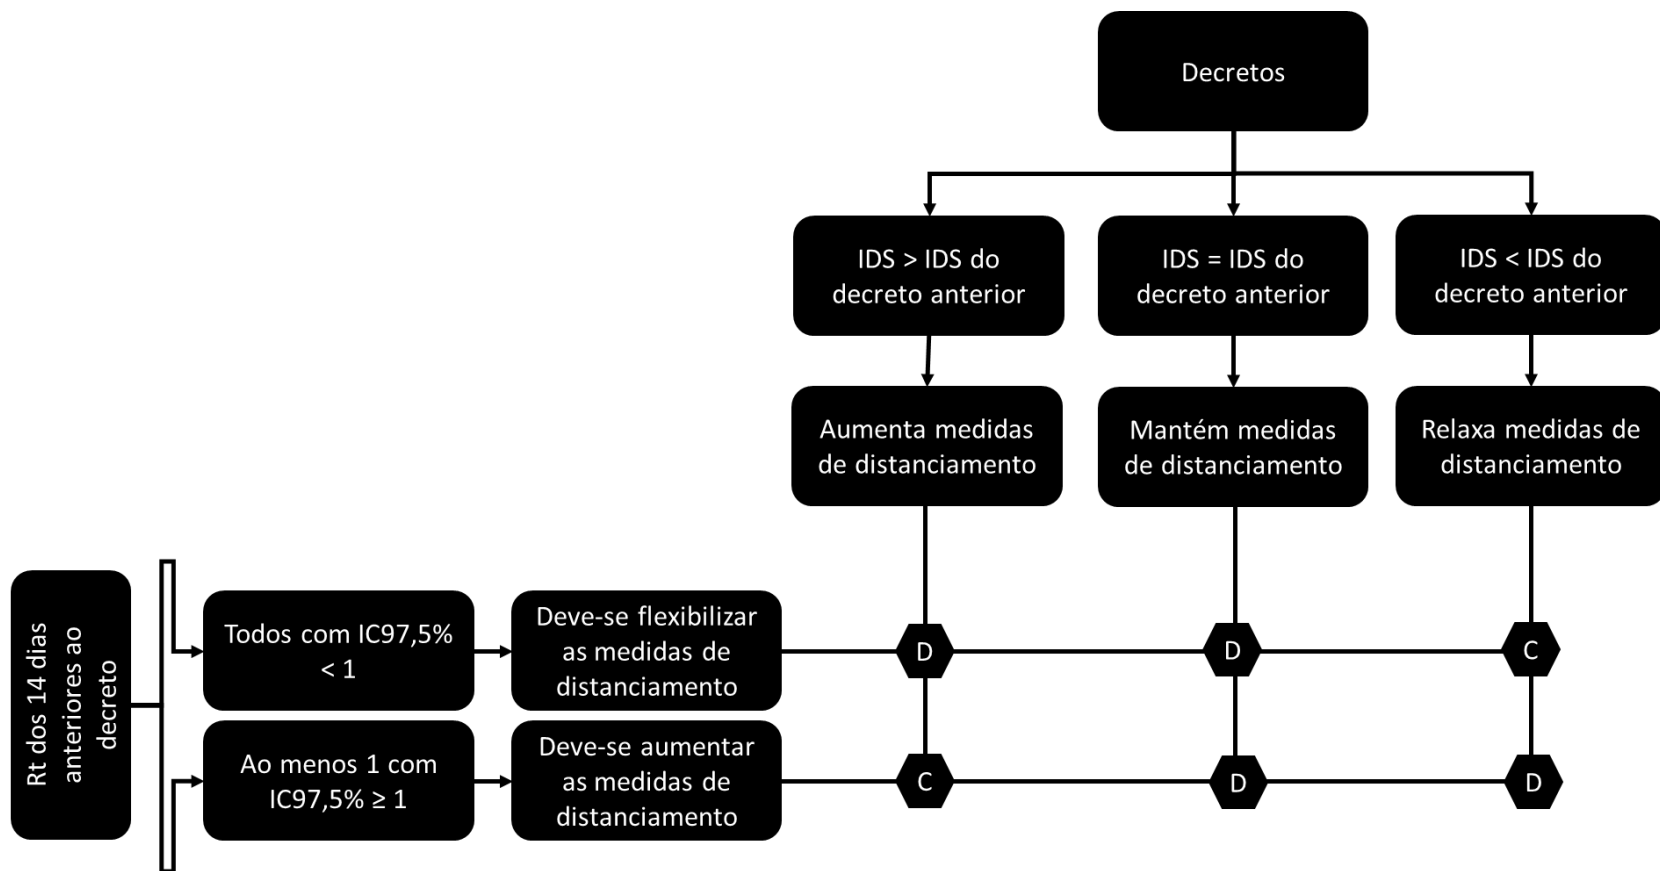 Decretos
IDS > IDS do
decreto anterior
IDS = IDS do
decreto anterior
IDS < IDS do
decreto anterior
Aumenta medidas
de distanciamento
Mantém medidas
de distanciamento
Relaxa medidas de
distanciamento
Rt dos 14 dias
anteriores ao
decreto
Todos com IC97,5%
< 1
Deve-se flexibilizar
as medidas de
distanciamento
D
D
C
Ao menos 1 com
IC97,5% ≥ 1
Deve-se aumentar
as medidas de
distanciamento
C
D
D